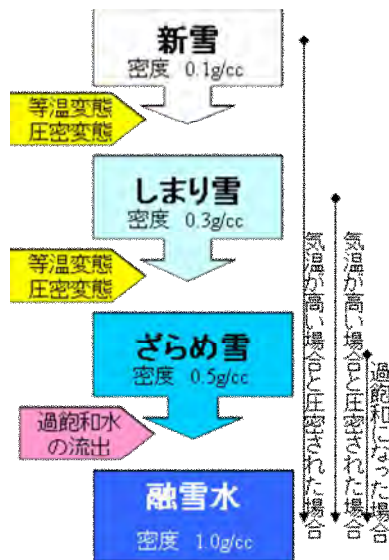 新雪
密度 0.1g/cc
等温変態
圧密変態
しまり雪
密度 0.3g/cc
等温変態
圧密変態
ざらめ雪
密度 0.5g/cc
過飽和水
の流出
融雪水
密度 1.0g/cc
気温が高い場合と圧密された場合
気温が高い場合と圧密された場合
過飽和になった場合